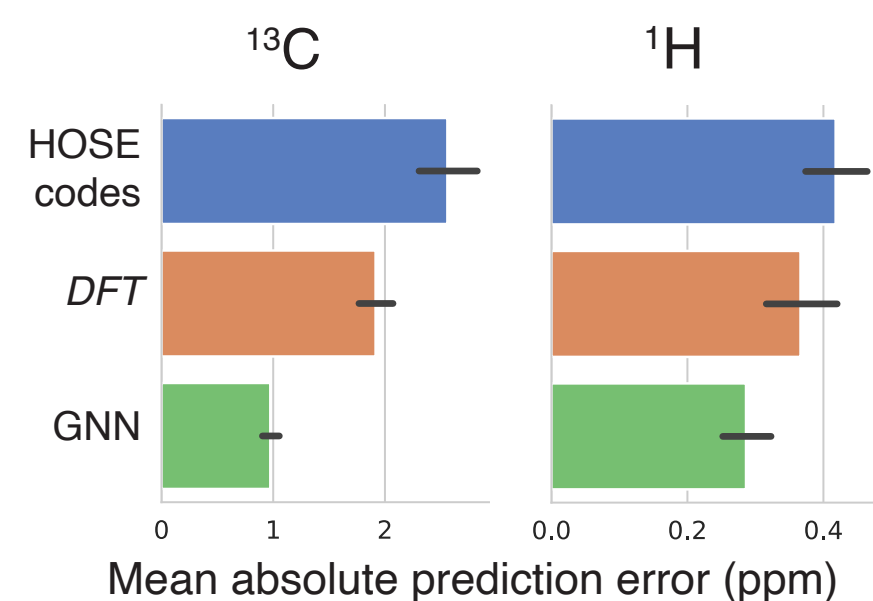 ¹³C
¹H
HOSE
codes
DFT
GNN
0 1 2
0.0 0.2 0.4
Mean absolute prediction error (ppm)